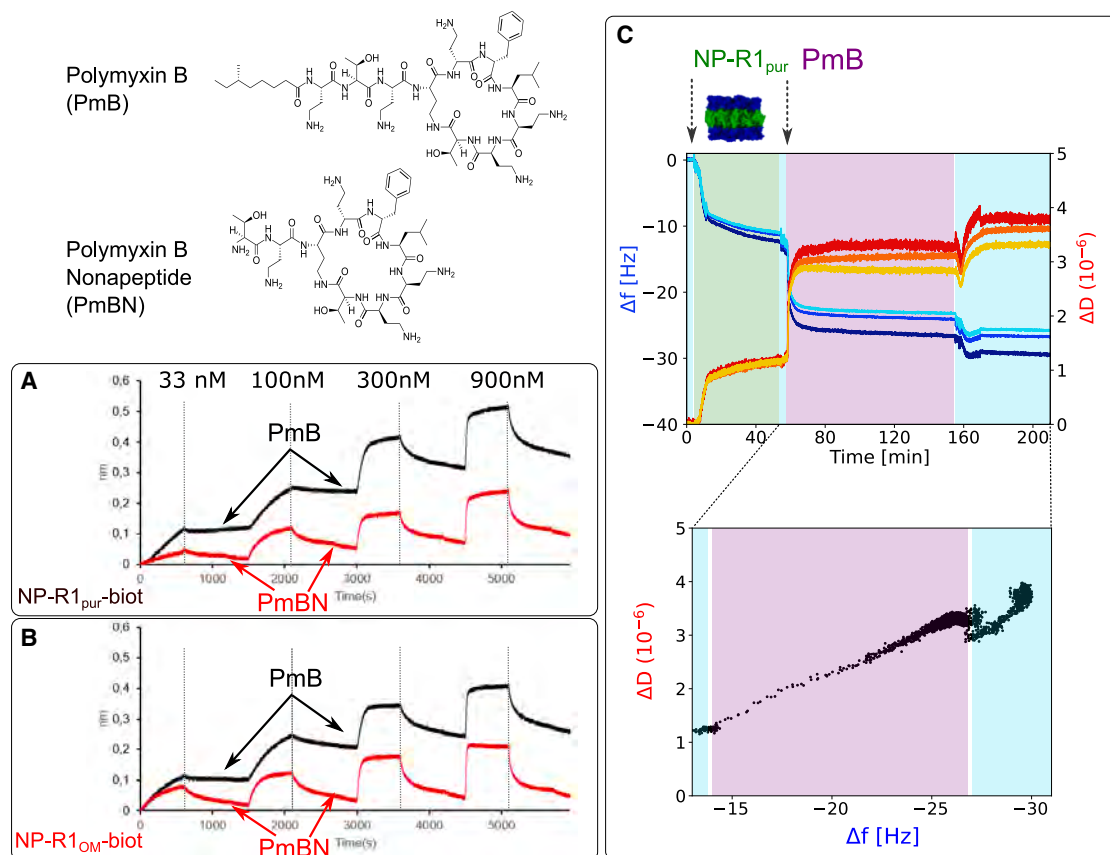 Polymyxin B
(PmB)
Polymyxin B
Nonapeptide
(PmBN)
A
33 nM 100nM 300nM 900nM
0,6
0,5
0,4
0,3
0,2
0,1
0
nm
PmB
PmBN
0 1000 2000 3000 4000 5000
Time(s)
NP-R1pur-biot
B
0,6
0,5
0,4
0,3
0,2
0,1
0
nm
PmB
PmBN
0 1000 2000 3000 4000 5000
Time(s)
NP-R1OM-biot
C
NP-R1pur PmB
0
−10
−20
−30
−40
Δf [Hz]
5
4
3
2
1
0
ΔD (10⁻⁶)
0 40 80 120 160 200
Time [min]
5
4
3
2
1
0
ΔD (10⁻⁶)
−15 −20 −25 −30
Δf [Hz]